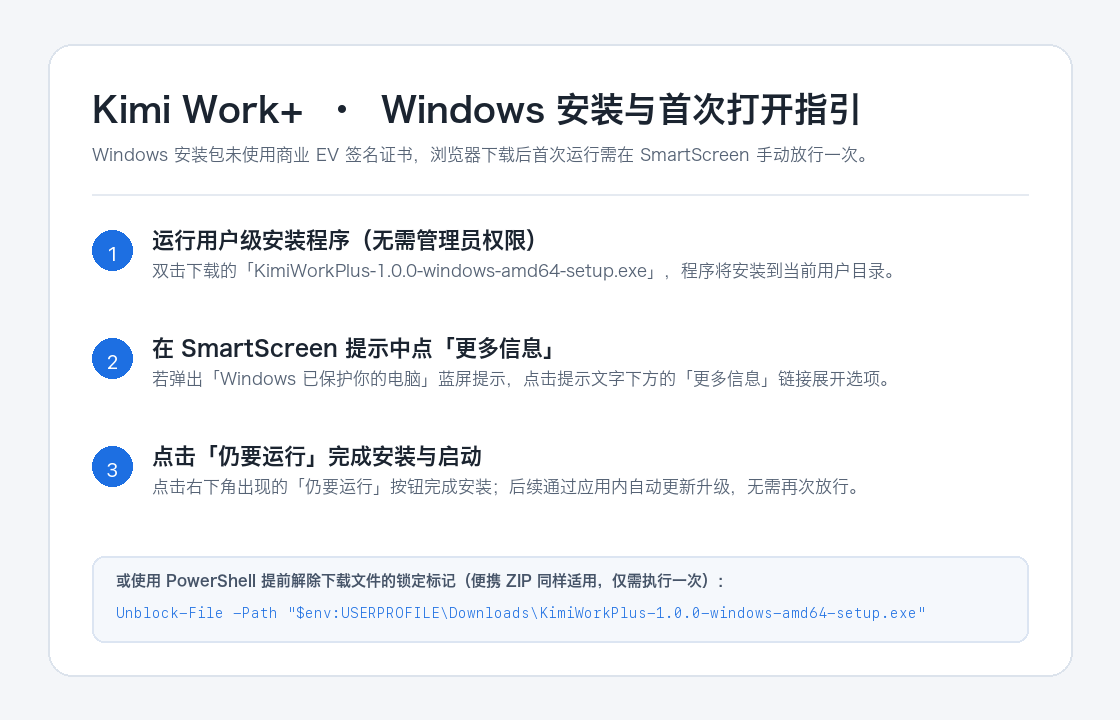 Kimi Work+ · Windows 安装与首次打开指引
Windows 安装包未使用商业 EV 签名证书，浏览器下载后首次运行需在 SmartScreen 手动放行一次。
1
运行用户级安装程序（无需管理员权限）
双击下载的「KimiWorkPlus-1.0.0-windows-amd64-setup.exe」，程序将安装到当前用户目录。
2
在 SmartScreen 提示中点「更多信息」
若弹出「Windows 已保护你的电脑」蓝屏提示，点击提示文字下方的「更多信息」链接展开选项。
3
点击「仍要运行」完成安装与启动
点击右下角出现的「仍要运行」按钮完成安装；后续通过应用内自动更新升级，无需再次放行。
或使用 PowerShell 提前解除下载文件的锁定标记（便携 ZIP 同样适用，仅需执行一次）：
Unblock-File -Path "$env:USERPROFILE\Downloads\KimiWorkPlus-1.0.0-windows-amd64-setup.exe"